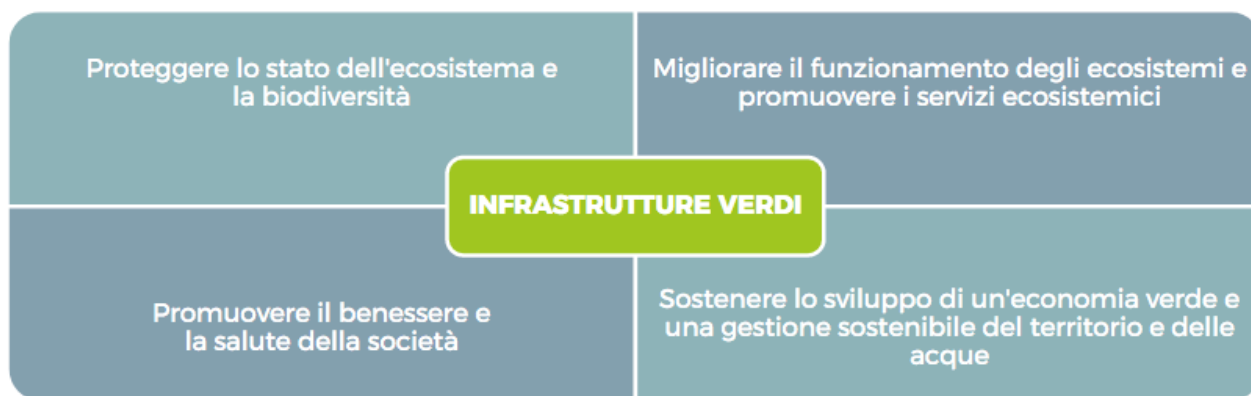 Proteggere lo stato dell'ecosistema e
la biodiversità
Migliorare il funzionamento degli ecosistemi e
promuovere i servizi ecosistemici
INFRASTRUTTURE VERDI
Promuovere il benessere e
la salute della società
Sostenere lo sviluppo di un'economia verde e
una gestione sostenibile del territorio e delle
acque